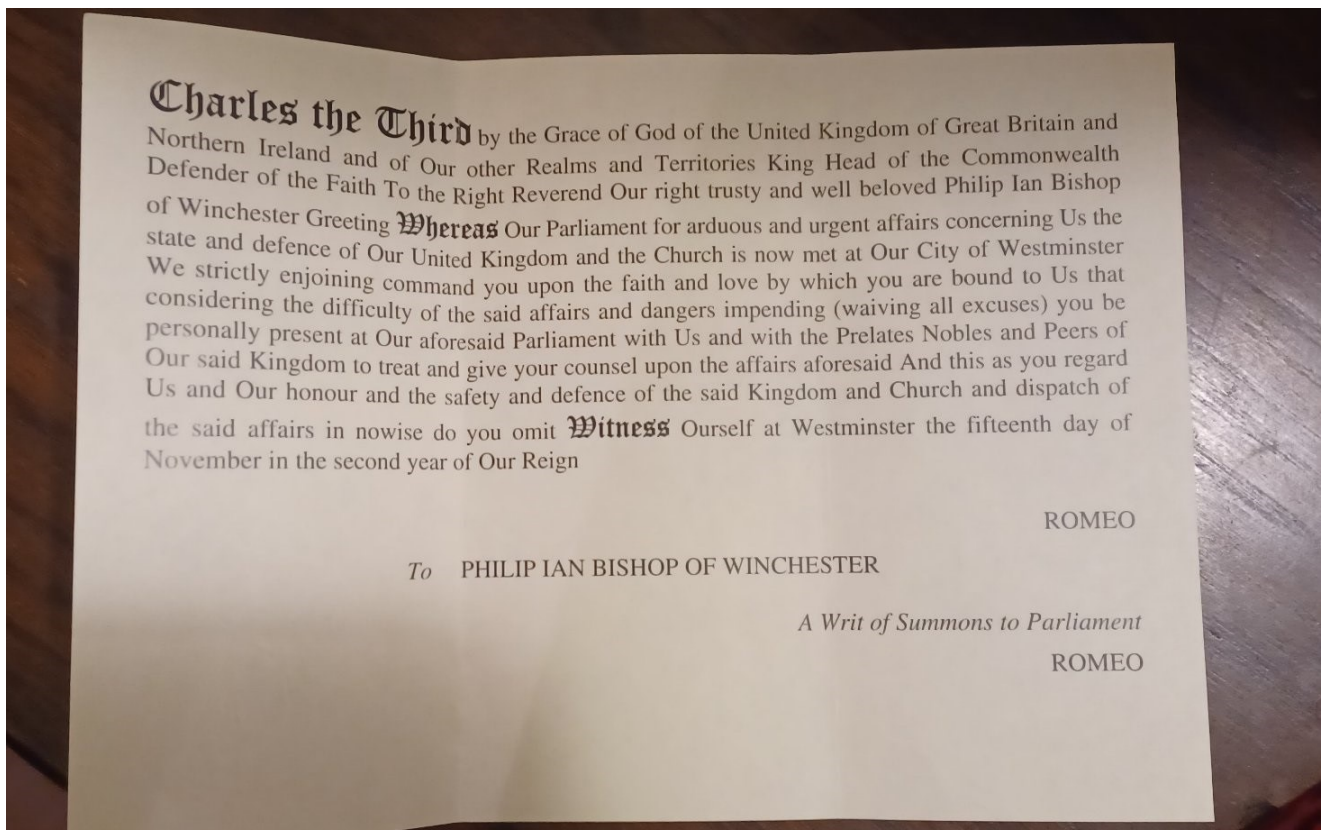 Charles the Third by the Grace of God of the United Kingdom of Great Britain and
Northern Ireland and of Our other Realms and Territories King Head of the Commonwealth
Defender of the Faith To the Right Reverend Our right trusty and well beloved Philip Ian Bishop
of Winchester Greeting Whereas Our Parliament for arduous and urgent affairs concerning Us the
state and defence of Our United Kingdom and the Church is now met at Our City of Westminster
We strictly enjoining command you upon the faith and love by which you are bound to Us that
considering the difficulty of the said affairs and dangers impending (waiving all excuses) you be
personally present at Our aforesaid Parliament with Us and with the Prelates Nobles and Peers of
Our said Kingdom to treat and give your counsel upon the affairs aforesaid And this as you regard
Us and Our honour and the safety and defence of the said Kingdom and Church and dispatch of
the said affairs in nowise do you omit Witness Ourself at Westminster the fifteenth day of
November in the second year of Our Reign
ROMEO
To PHILIP IAN BISHOP OF WINCHESTER
A Writ of Summons to Parliament
ROMEO